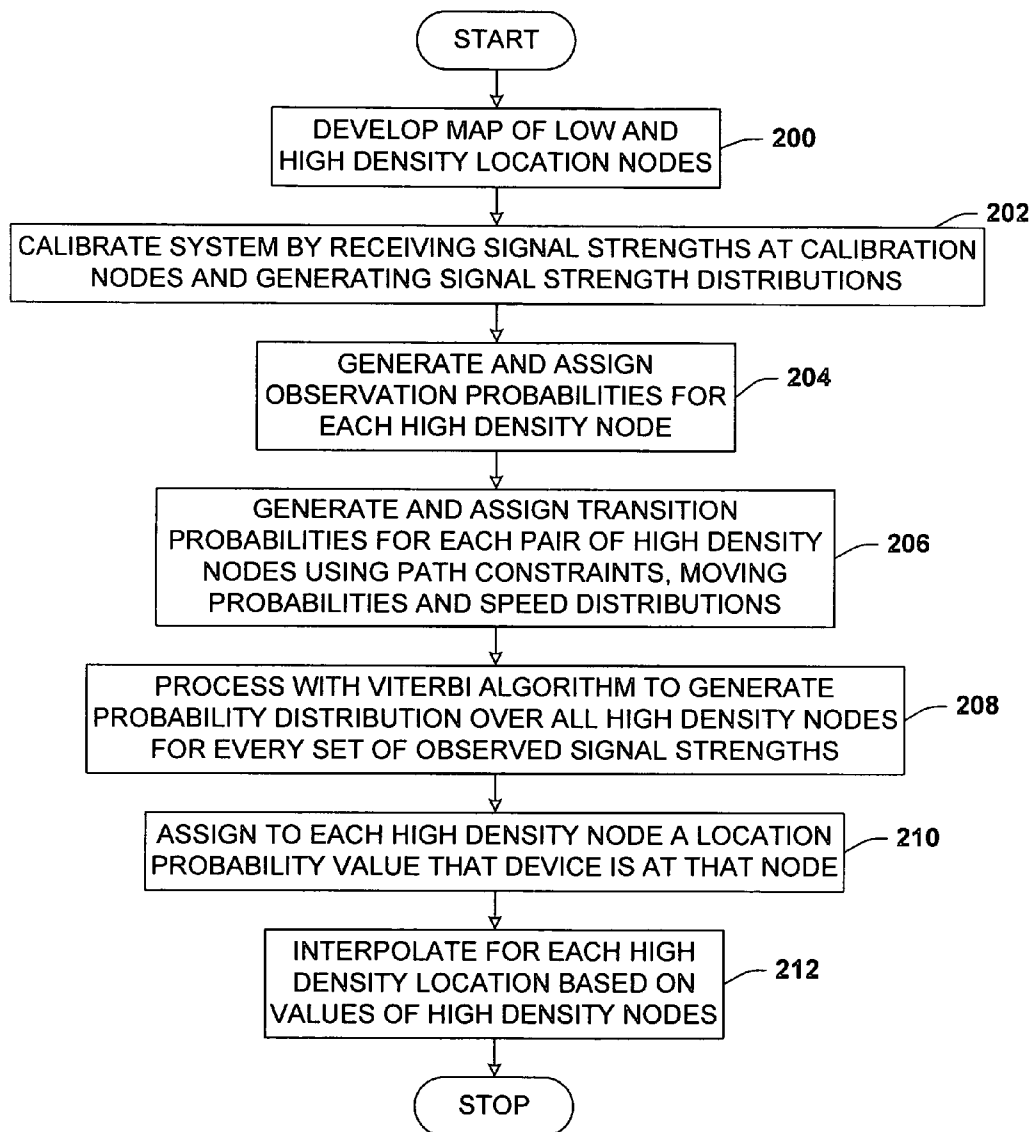 START
DEVELOP MAP OF LOW AND
HIGH DENSITY LOCATION NODES
200
202
CALIBRATE SYSTEM BY RECEIVING SIGNAL STRENGTHS AT CALIBRATION
NODES AND GENERATING SIGNAL STRENGTH DISTRIBUTIONS
GENERATE AND ASSIGN
OBSERVATION PROBABILITIES FOR
EACH HIGH DENSITY NODE
204
GENERATE AND ASSIGN TRANSITION
PROBABILITIES FOR EACH PAIR OF HIGH DENSITY
NODES USING PATH CONSTRAINTS, MOVING
PROBABILITIES AND SPEED DISTRIBUTIONS
206
PROCESS WITH VITERBI ALGORITHM TO GENERATE
PROBABILITY DISTRIBUTION OVER ALL HIGH DENSITY NODES
FOR EVERY SET OF OBSERVED SIGNAL STRENGTHS
208
ASSIGN TO EACH HIGH DENSITY NODE A LOCATION
PROBABILITY VALUE THAT DEVICE IS AT THAT NODE
210
INTERPOLATE FOR EACH HIGH
DENSITY LOCATION BASED ON
VALUES OF HIGH DENSITY NODES
212
STOP